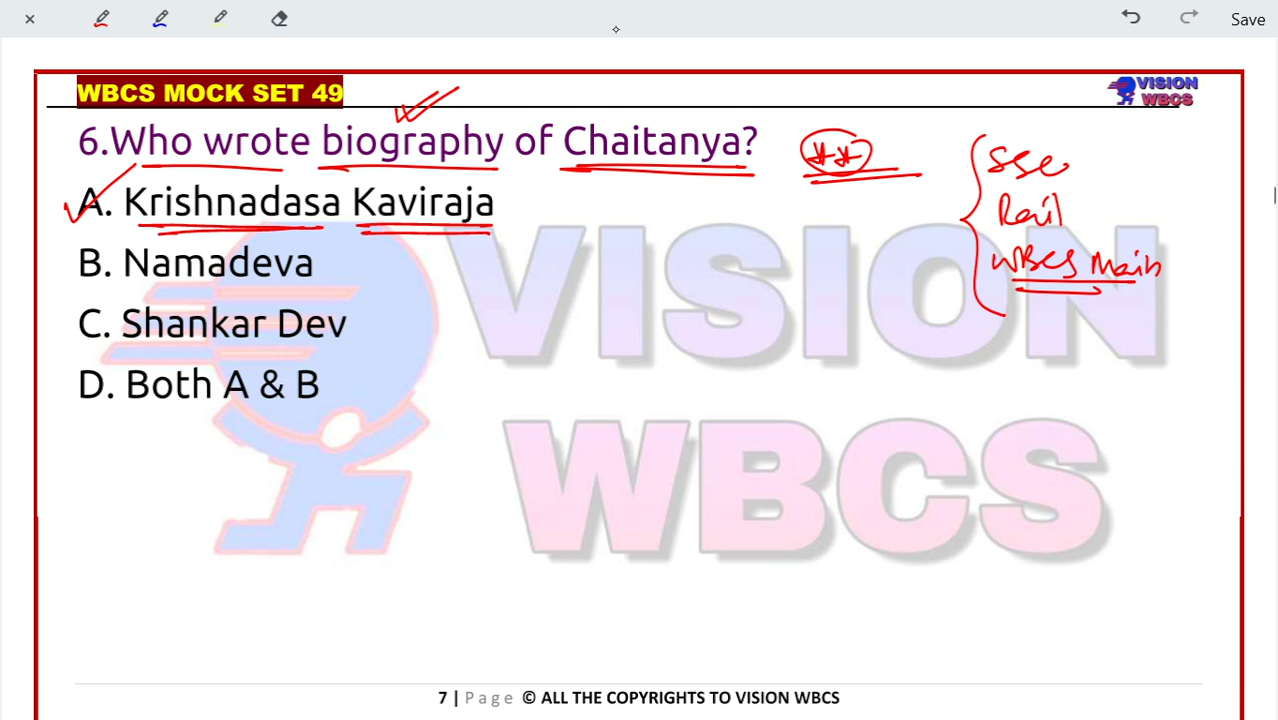 Save
WBCS MOCK SET 49
VISION
WBCS
6.Who wrote biography of Chaitanya?
A. Krishnadasa Kaviraja
B. Namadeva
C. Shankar Dev
D. Both A & B
SSC
Rail
WBCS Main
VISION
WBCS
7 | Page © ALL THE COPYRIGHTS TO VISION WBCS